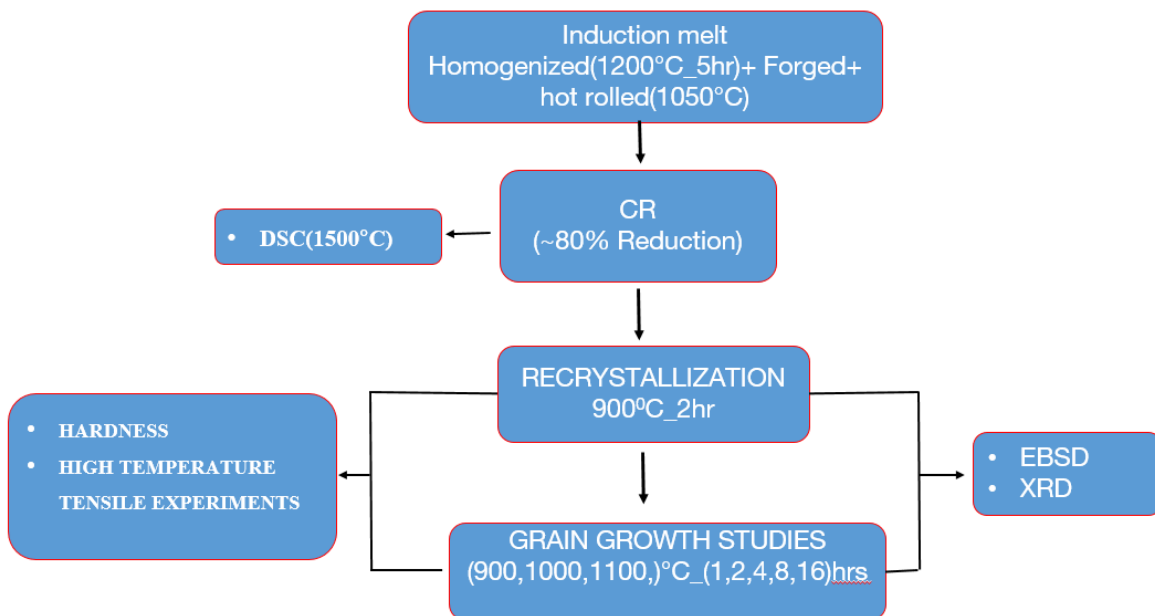 Induction melt
Homogenized(1200°C_5hr)+ Forged+
hot rolled(1050°C)
CR
(~80% Reduction)
• DSC(1500°C)
RECRYSTALLIZATION
900⁰C_2hr
• HARDNESS
• HIGH TEMPERATURE
TENSILE EXPERIMENTS
• EBSD
• XRD
GRAIN GROWTH STUDIES
(900,1000,1100,)°C_(1,2,4,8,16)hrs